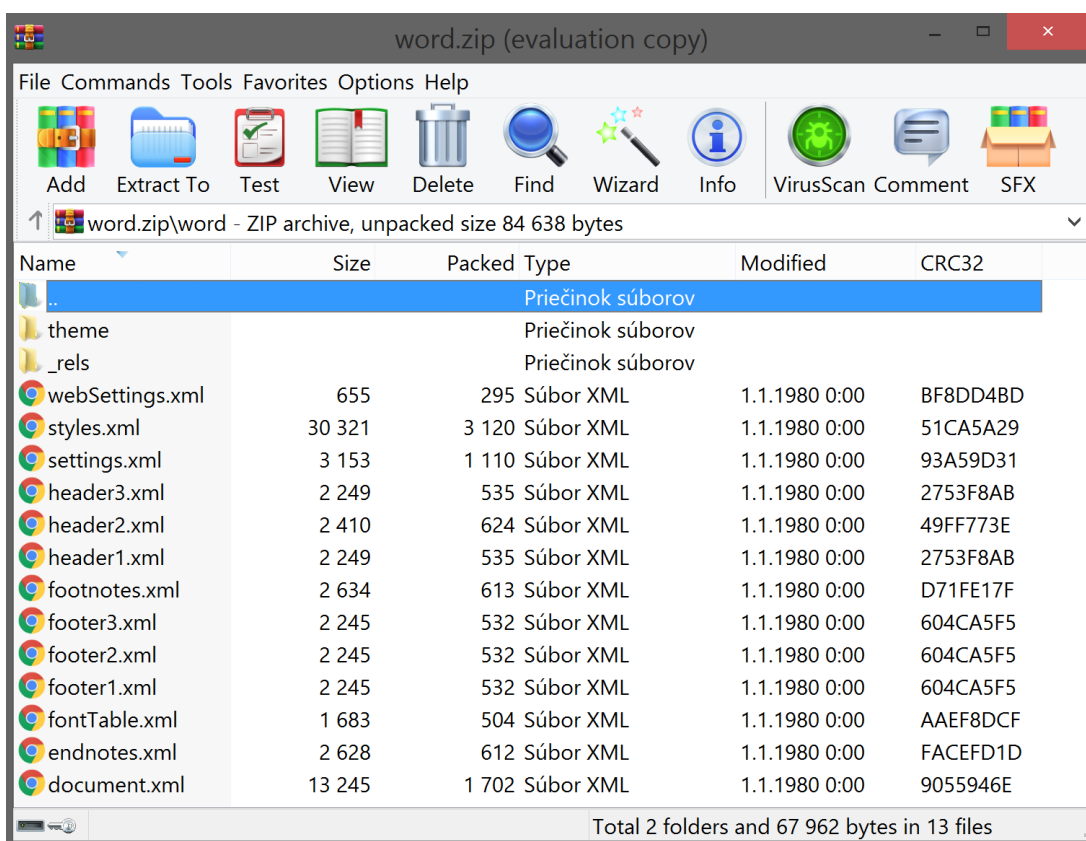 word.zip (evaluation copy)
File Commands Tools Favorites Options Help
Add Extract To Test View Delete Find Wizard Info VirusScan Comment SFX
word.zip\word - ZIP archive, unpacked size 84 638 bytes
Name Size Packed Type Modified CRC32
.. Priečinok súborov
theme Priečinok súborov
_rels Priečinok súborov
webSettings.xml 655 295 Súbor XML 1.1.1980 0:00 BF8DD4BD
styles.xml 30 321 3 120 Súbor XML 1.1.1980 0:00 51CA5A29
settings.xml 3 153 1 110 Súbor XML 1.1.1980 0:00 93A59D31
header3.xml 2 249 535 Súbor XML 1.1.1980 0:00 2753F8AB
header2.xml 2 410 624 Súbor XML 1.1.1980 0:00 49FF773E
header1.xml 2 249 535 Súbor XML 1.1.1980 0:00 2753F8AB
footnotes.xml 2 634 613 Súbor XML 1.1.1980 0:00 D71FE17F
footer3.xml 2 245 532 Súbor XML 1.1.1980 0:00 604CA5F5
footer2.xml 2 245 532 Súbor XML 1.1.1980 0:00 604CA5F5
footer1.xml 2 245 532 Súbor XML 1.1.1980 0:00 604CA5F5
fontTable.xml 1 683 504 Súbor XML 1.1.1980 0:00 AAEF8DCF
endnotes.xml 2 628 612 Súbor XML 1.1.1980 0:00 FACEFD1D
document.xml 13 245 1 702 Súbor XML 1.1.1980 0:00 9055946E
Total 2 folders and 67 962 bytes in 13 files